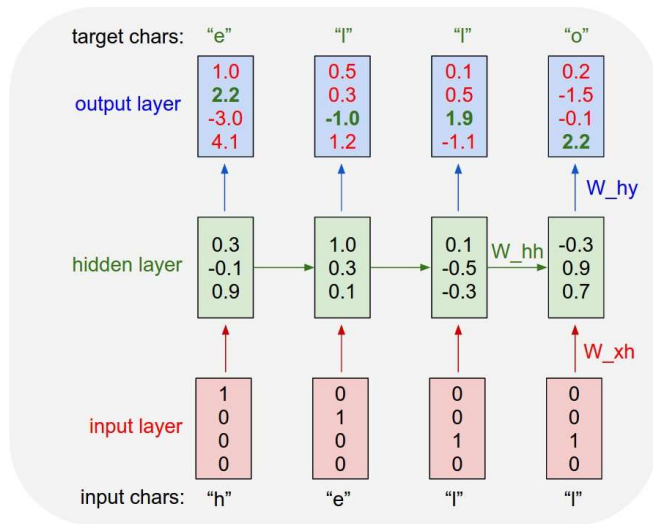 target chars: “e” “l” “l” “o”
1.0 0.5 0.1 0.2
2.2 0.3 0.5 -1.5
output layer
-3.0 -1.0 1.9 -0.1
4.1 1.2 -1.1 2.2
W_hy
0.3 1.0 0.1 -0.3
W_hh
hidden layer
-0.1 0.3 -0.5 0.9
0.9 0.1 -0.3 0.7
W_xh
1 0 0 0
0 1 0 0
input layer
0 0 1 1
0 0 0 0
input chars: “h” “e” “l” “l”